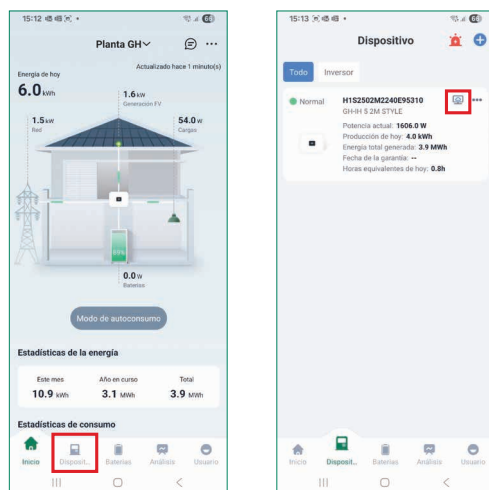 15:12
60
Planta GH
Actualizado hace 1 minuto(s)
Energía de hoy
6.0 kWh
1.6 kW
Generación FV
1.5 kW
Red
54.0 W
Cargas
0.0 W
Baterías
Modo de autoconsumo
Estadísticas de la energía
Este mes
Año en curso
Total
10.9 kWh
3.1 MWh
3.9 MWh
Estadísticas de consumo
Inicio
Disposit...
Baterías
Análisis
Usuario
15:13
60
Dispositivo
Todo
Inversor
Normal
H1S2502M2240E95310
GH-IH S 2M STYLE
Potencia actual: 1606.0 W
Producción de hoy: 4.0 kWh
Energía total generada: 3.9 MWh
Fecha de la garantía: --
Horas equivalentes de hoy: 0.8h
Inicio
Disposit...
Baterías
Análisis
Usuario